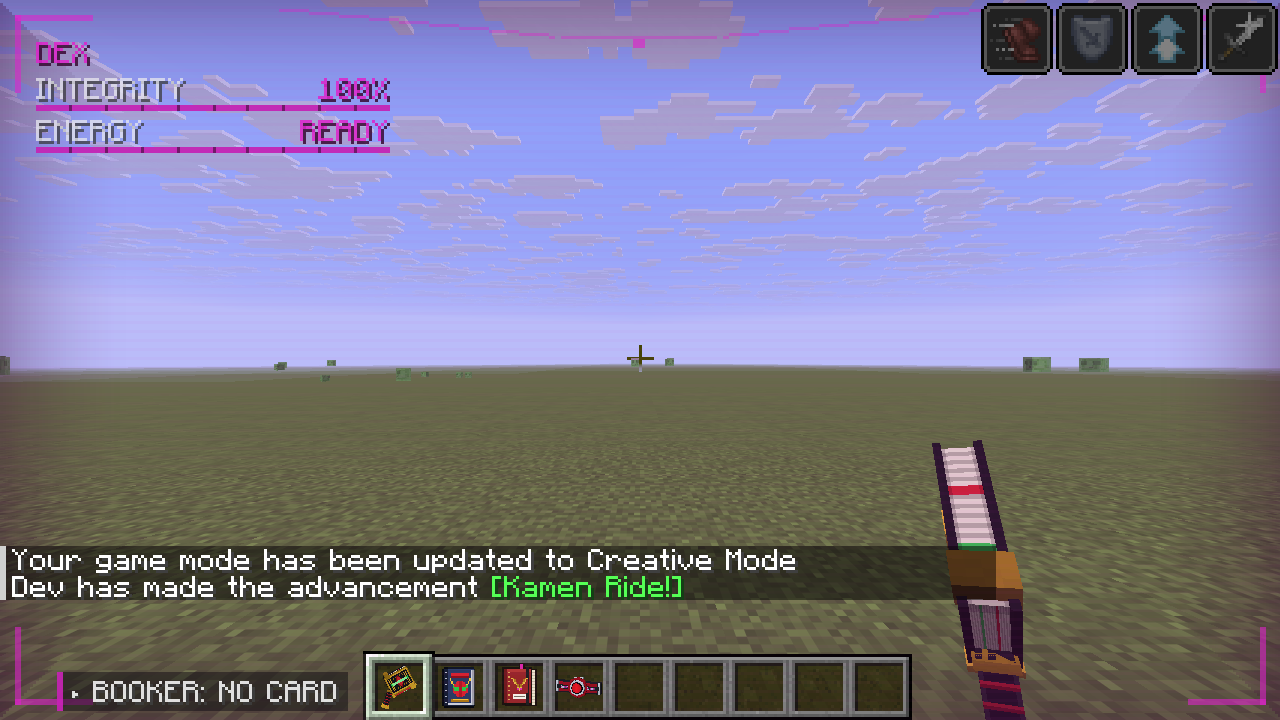 DEX
INTEGRITY 100%
ENERGY READY
Your game mode has been updated to Creative Mode
Dev has made the advancement [Kamen Ride!]
▸ BOOKER: NO CARD